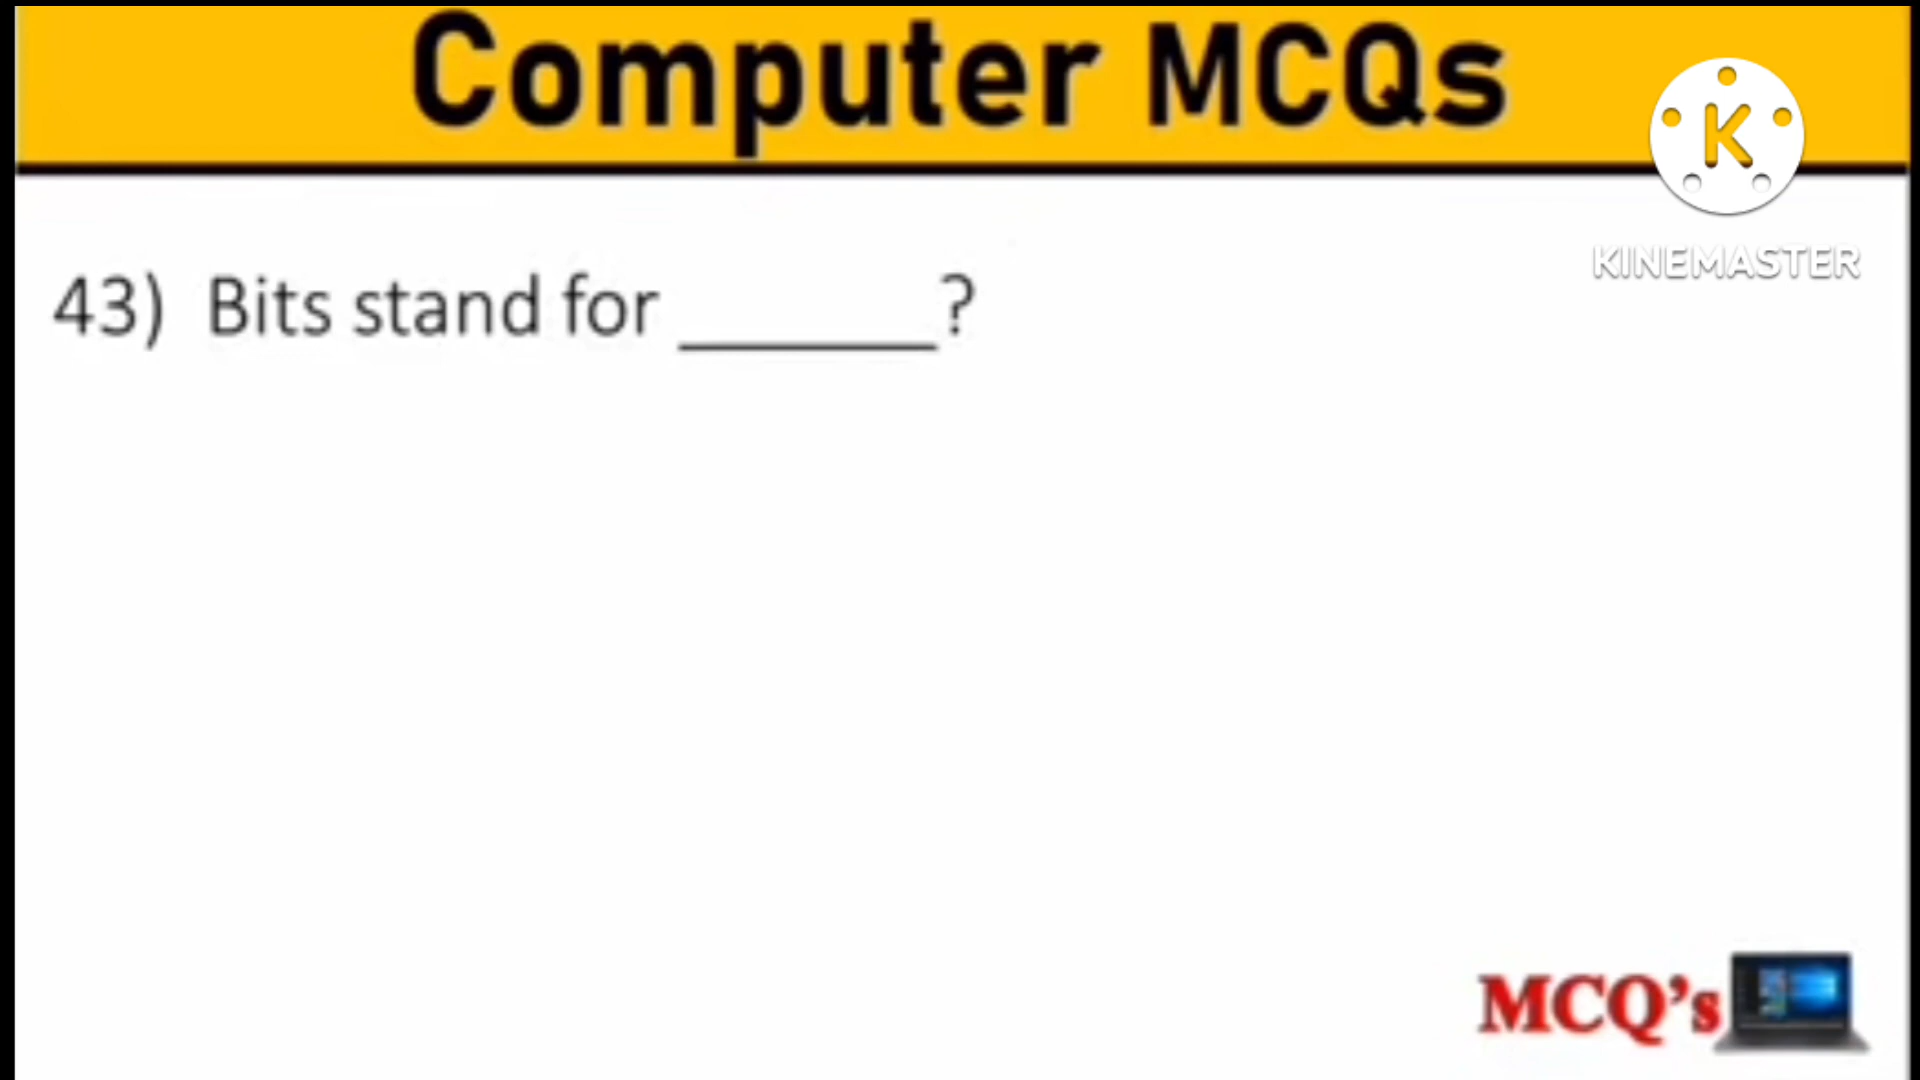 Computer MCQs
K
KINEMASTER
43) Bits stand for _______?
MCQ's